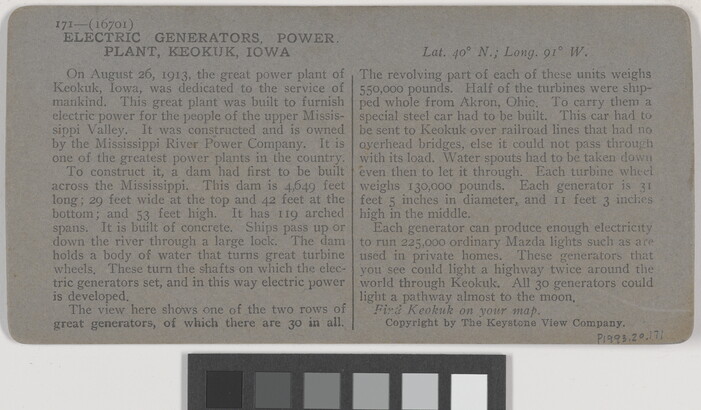 171—(16701)
ELECTRIC GENERATORS, POWER
PLANT, KEOKUK, IOWA
On August 26, 1913, the great power plant of
Keokuk, Iowa, was dedicated to the service of
mankind. This great plant was built to furnish
electric power for the people of the upper Missis-
sippi Valley. It was constructed and is owned
by the Mississippi River Power Company. It is
one of the greatest power plants in the country.
To construct it, a dam had first to be built
across the Mississippi. This dam is 4,649 feet
long; 29 feet wide at the top and 42 feet at the
bottom; and 53 feet high. It has 119 arched
spans. It is built of concrete. Ships pass up or
down the river through a large lock. The dam
holds a body of water that turns great turbine
wheels. These turn the shafts on which the elec-
tric generators set, and in this way electric power
is developed.
The view here shows one of the two rows of
great generators, of which there are 30 in all.
Lat. 40° N.; Long. 91° W.
The revolving part of each of these units weighs
550,000 pounds. Half of the turbines were ship-
ped whole from Akron, Ohio. To carry them a
special steel car had to be built. This car had to
be sent to Keokuk over railroad lines that had no
overhead bridges, else it could not pass through
with its load. Water spouts had to be taken down
even then to let it through. Each turbine wheel
weighs 130,000 pounds. Each generator is 31
feet 5 inches in diameter, and 11 feet 3 inches
high in the middle.
Each generator can produce enough electricity
to run 225,000 ordinary Mazda lights such as are
used in private homes. These generators that
you see could light a highway twice around the
world through Keokuk. All 30 generators could
light a pathway almost to the moon.
Find Keokuk on your map.
Copyright by The Keystone View Company.
P1993.20.171